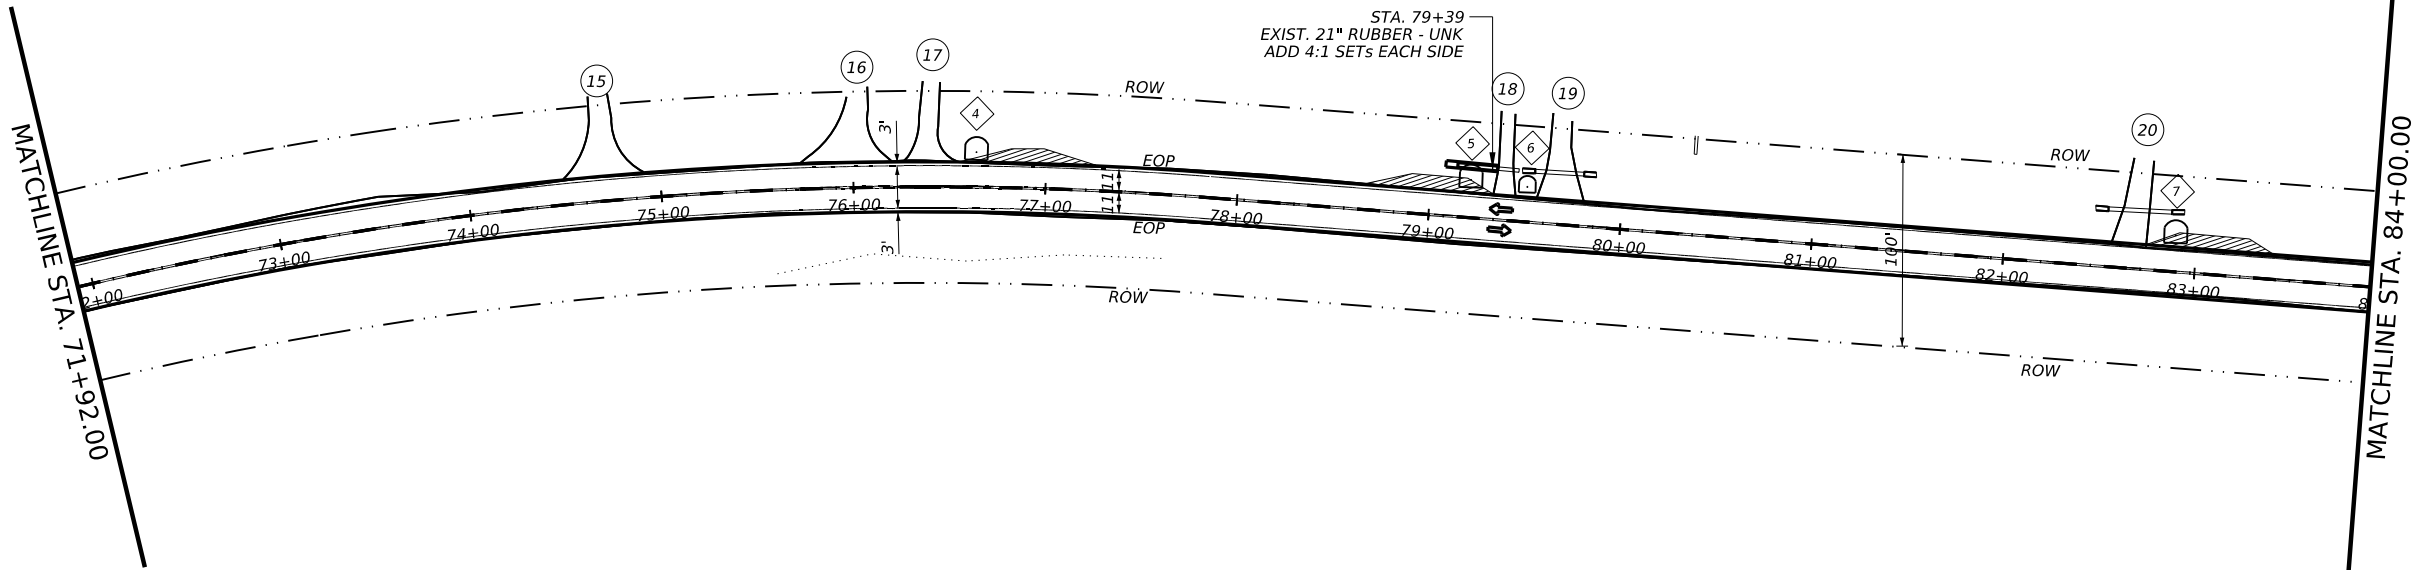 STA. 79+39
EXIST. 21" RUBBER - UNK
ADD 4:1 SETs EACH SIDE
15
16
17
18
19
20
4
5
6
7
ROW
ROW
EOP
3'
11'
11'
3'
EOP
ROW
ROW
100'
MATCHLINE STA. 71+92.00
2+00
73+00
74+00
75+00
76+00
77+00
78+00
79+00
80+00
81+00
82+00
83+00
8
MATCHLINE STA. 84+00.00